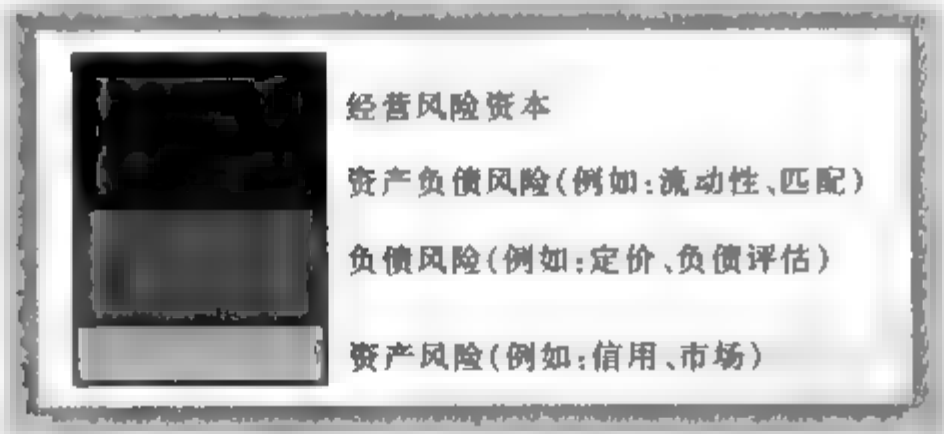 经营风险资本
资产负债风险(例如:流动性、匹配)
负债风险(例如:定价、负债评估)
资产风险(例如:信用、市场)